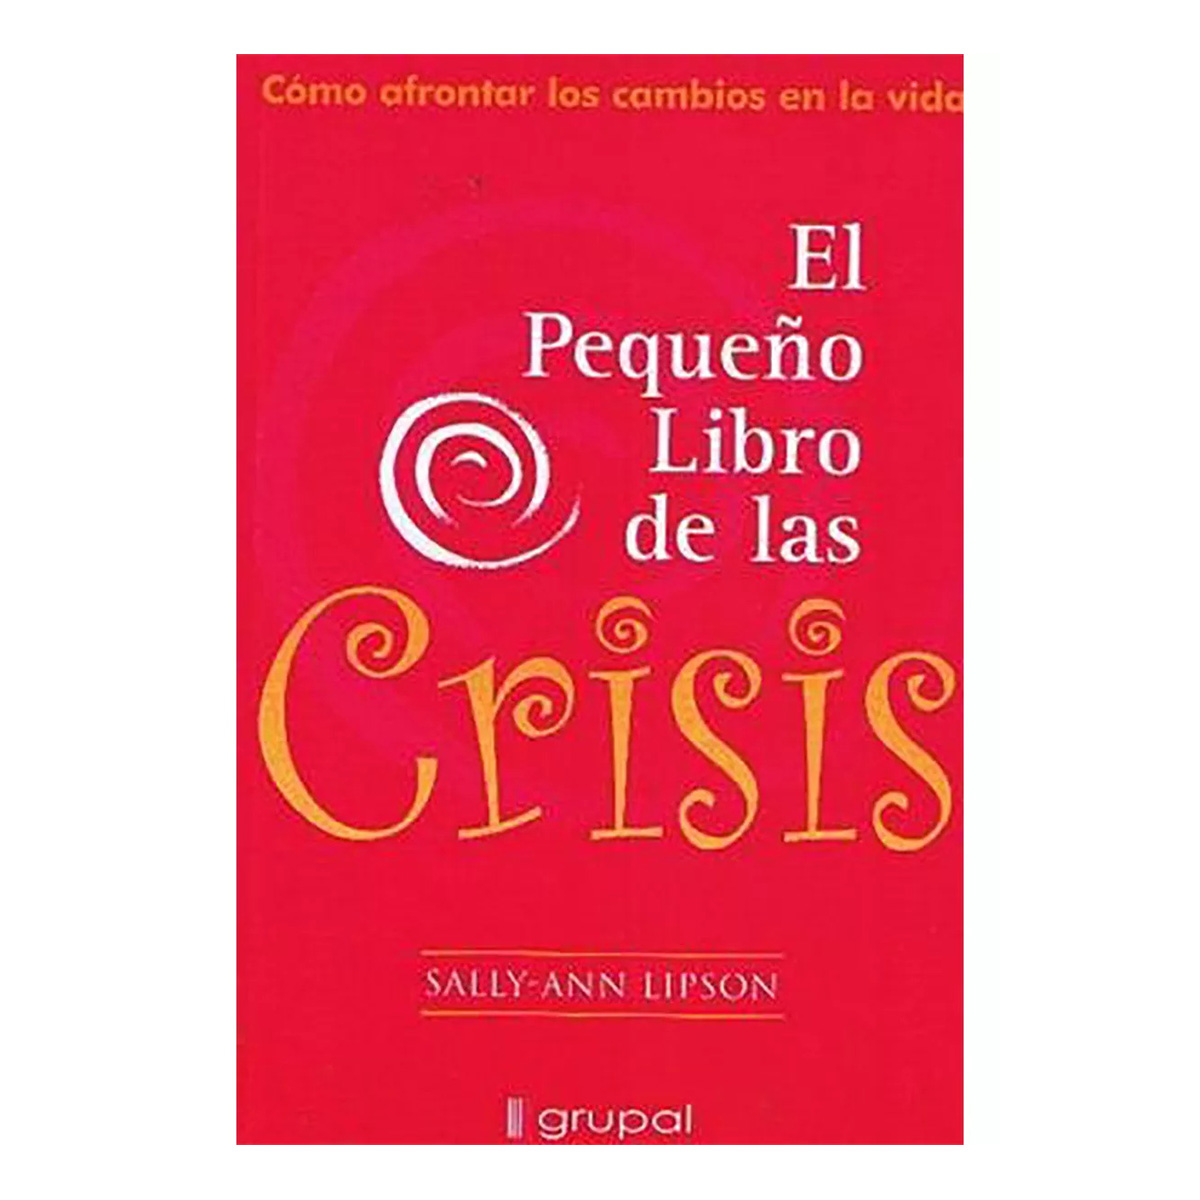 Cómo afrontar los cambios en la vida
El
Pequeño
Libro
de las
Crisis
SALLY-ANN LIPSON
grupal